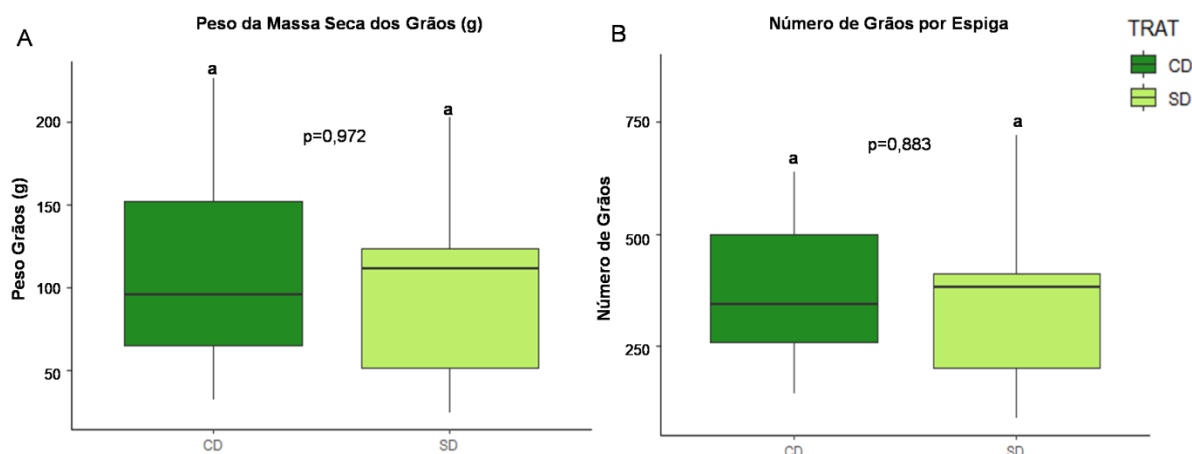 A
Peso da Massa Seca dos Grãos (g)
Peso Grãos (g)
200
150
100
50
a
a
p=0,972
CD
SD
B
Número de Grãos por Espiga
Número de Grãos
750
500
250
a
a
p=0,883
CD
SD
TRAT
CD
SD